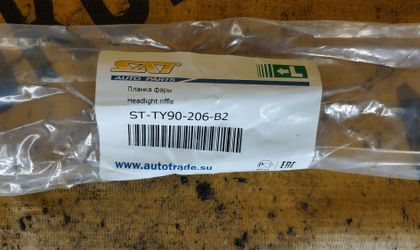 SAT
AUTO PARTS
L
Планка фары
Headlight riffle
ST-TY90-206-B2
www.autotrade.su
EAC